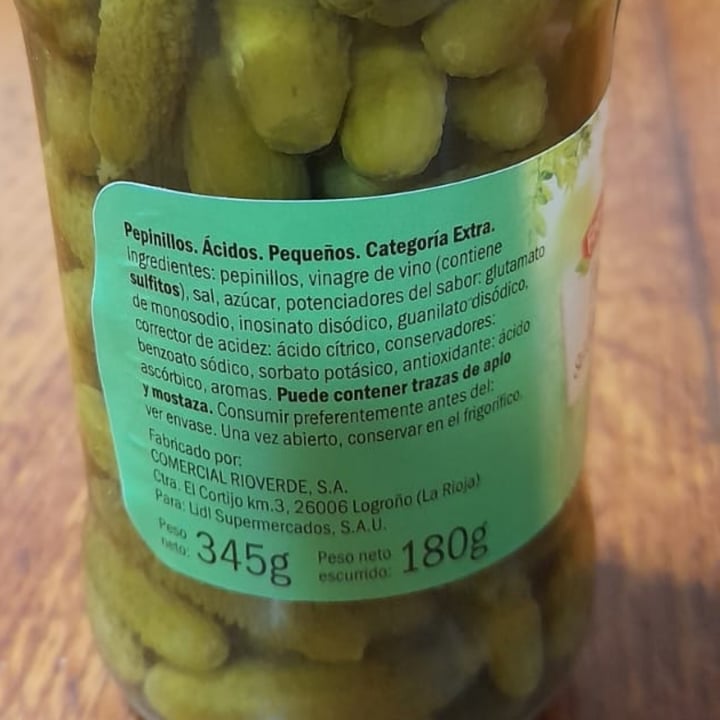 Pepinillos. Ácidos. Pequeños. Categoría Extra.
Ingredientes: pepinillos, vinagre de vino (contiene
sulfitos), sal, azúcar, potenciadores del sabor: glutamato
de monosodio, inosinato disódico, guanilato disódico,
corrector de acidez: ácido cítrico, conservadores:
benzoato sódico, sorbato potásico, antioxidante: ácido
ascórbico, aromas. Puede contener trazas de apio
y mostaza. Consumir preferentemente antes del:
ver envase. Una vez abierto, conservar en el frigorífico.
Fabricado por:
COMERCIAL RIOVERDE, S.A.
Ctra. El Cortijo km.3, 26006 Logroño (La Rioja)
Para: Lidl Supermercados, S.A.U.
Peso neto: 345g Peso neto escurrido: 180g